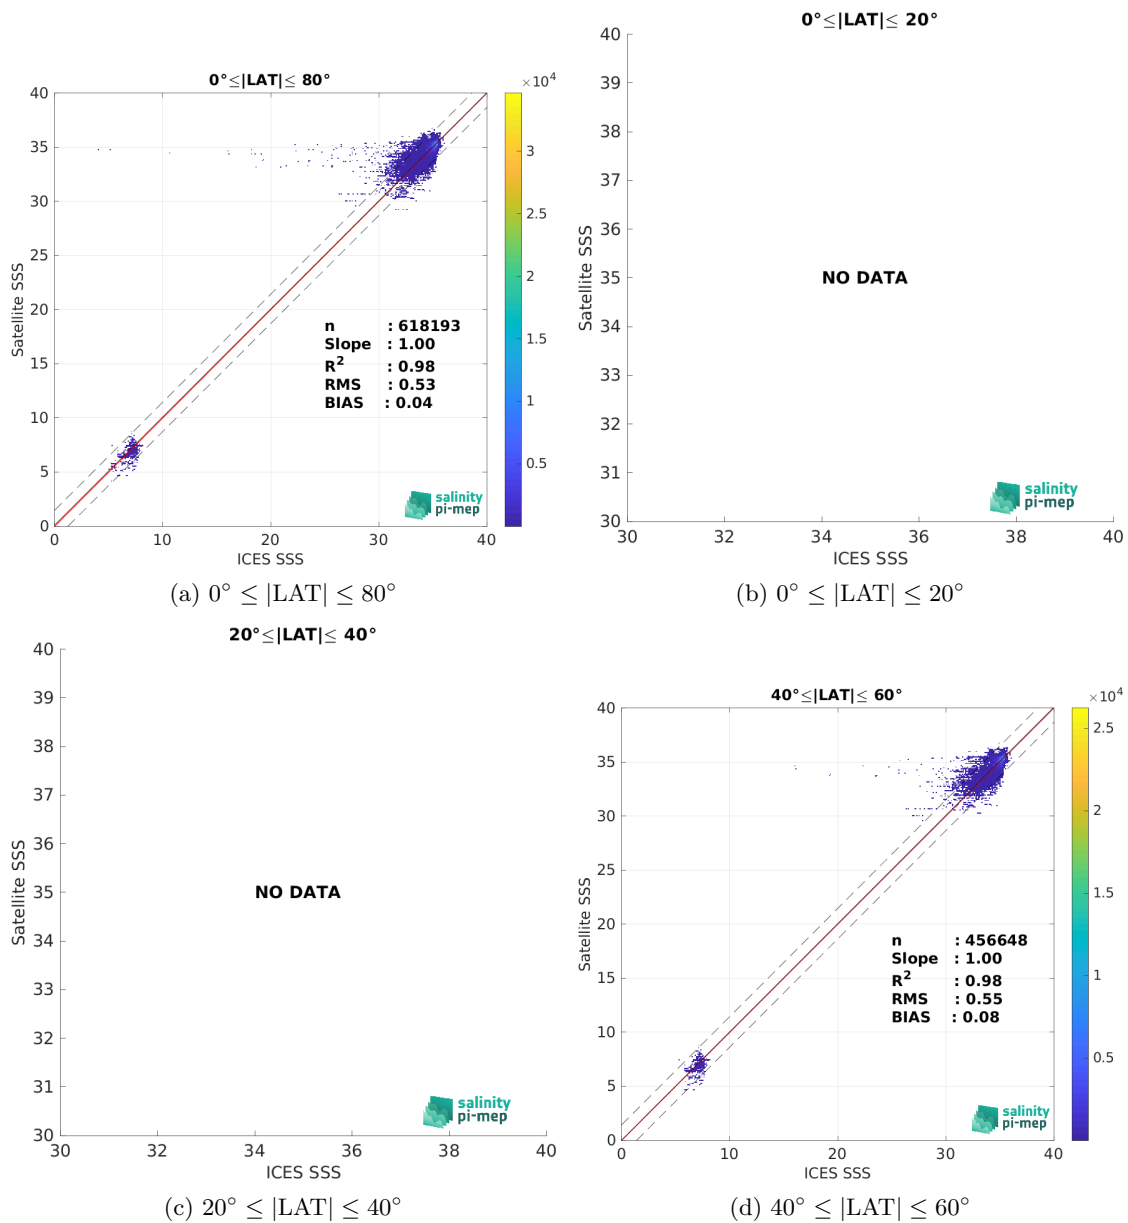 0°≤|LAT|≤ 80°
×10⁴
40
35
30
25
20
15
10
5
0
0
10
20
30
40
3
2.5
2
1.5
1
0.5
Satellite SSS
ICES SSS
n : 618193
Slope : 1.00
R² : 0.98
RMS : 0.53
BIAS : 0.04
salinity
pi-mep
(a) 0° ≤ |LAT| ≤ 80°
0°≤|LAT|≤ 20°
40
39
38
37
36
35
34
33
32
31
30
30
32
34
36
38
40
Satellite SSS
ICES SSS
NO DATA
salinity
pi-mep
(b) 0° ≤ |LAT| ≤ 20°
20°≤|LAT|≤ 40°
40
39
38
37
36
35
34
33
32
31
30
30
32
34
36
38
40
Satellite SSS
ICES SSS
NO DATA
salinity
pi-mep
(c) 20° ≤ |LAT| ≤ 40°
40°≤|LAT|≤ 60°
×10⁴
40
35
30
25
20
15
10
5
0
0
10
20
30
40
2.5
2
1.5
1
0.5
Satellite SSS
ICES SSS
n : 456648
Slope : 1.00
R² : 0.98
RMS : 0.55
BIAS : 0.08
salinity
pi-mep
(d) 40° ≤ |LAT| ≤ 60°